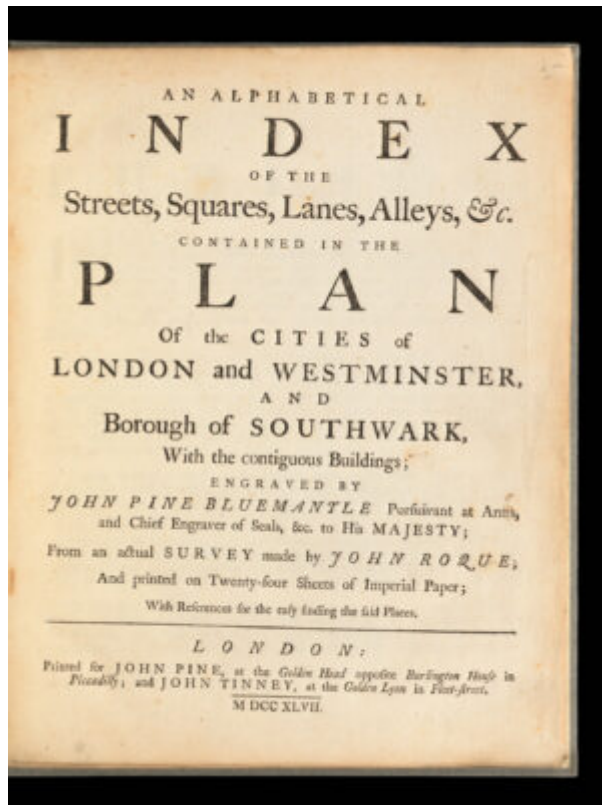 AN ALPHABETICAL
INDEX
OF THE
Streets, Squares, Lanes, Alleys, &c.
CONTAINED IN THE
PLAN
Of the CITIES of
LONDON and WESTMINSTER,
AND
Borough of SOUTHWARK,
With the contiguous Buildings;
ENGRAVED BY
JOHN PINE BLUEMANTLE Pursuivant at Arms,
and Chief Engraver of Seals, &c. to His MAJESTY;
From an actual SURVEY made by JOHN ROQUE;
And printed on Twenty-four Sheets of Imperial Paper;
With References for the easy finding the said Places.
LONDON:
Printed for JOHN PINE, at the Golden Head opposite Burlington House in
Piccadilly; and JOHN TINNEY, at the Golden Lyon in Fleet-street.
M DCC XLVII.